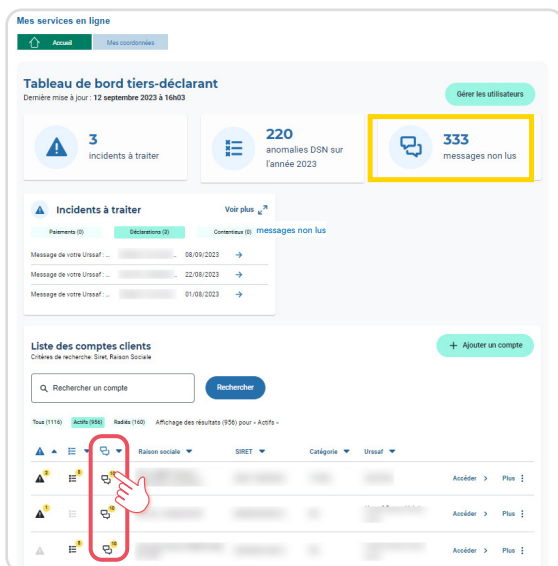 Mes services en ligne
Accueil Mes coordonnées
Tableau de bord tiers-déclarant
Dernière mise à jour : 12 septembre 2023 à 16h03
Gérer les utilisateurs
3
incidents à traiter
220
anomalies DSN sur
l'année 2023
333
messages non lus
Incidents à traiter Voir plus
Paiements (0) Déclarations (3) Contentieux (0) messages non lus
Message de votre Urssaf : ... 08/09/2023
Message de votre Urssaf : ... 22/08/2023
Message de votre Urssaf : ... 01/08/2023
Liste des comptes clients
Critères de recherche: Siret, Raison Sociale
+ Ajouter un compte
Rechercher un compte Rechercher
Tous (1116) Actifs (956) Radiés (160) Affichage des résultats (956) pour « Actifs »
Raison sociale SIRET Catégorie Urssaf
Accéder > Plus
1 10 Accéder > Plus
10 Accéder > Plus